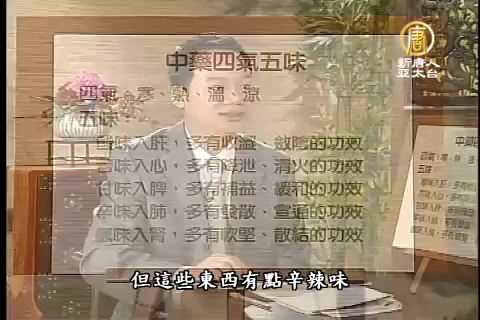 唐
新唐人
亞太台
中藥四氣五味
四氣：寒、熱、溫、涼
五味：
酸味入肝，多有收澀、斂陰的功效
苦味入心，多有降泄、清火的功效
甘味入脾，多有補益、緩和的功效
辛味入肺，多有發散、宣通的功效
鹹味入腎，多有軟堅、散結的功效
中藥
五味
但這些東西有點辛辣味